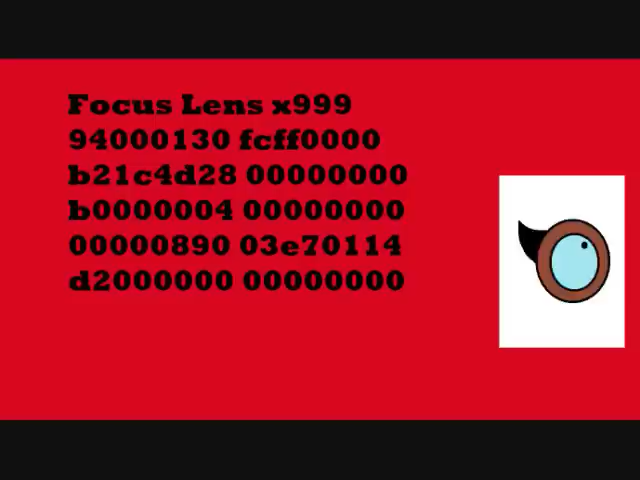 Focus Lens x999
94000130 fcff0000
b21c4d28 00000000
b0000004 00000000
00000890 03e70114
d2000000 00000000